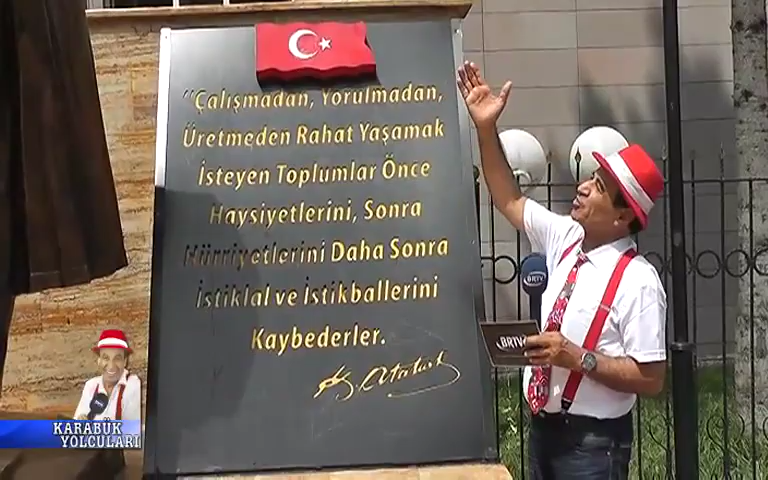 "Çalışmadan, Yorulmadan,
Üretmeden Rahat Yaşamak
İsteyen Toplumlar Önce
Haysiyetlerini, Sonra
Hürriyetlerini Daha Sonra
İstiklal ve İstikballerini
Kaybederler.
K. Atatürk
BRTV
BRTV
KARABÜK
YOLCULARI